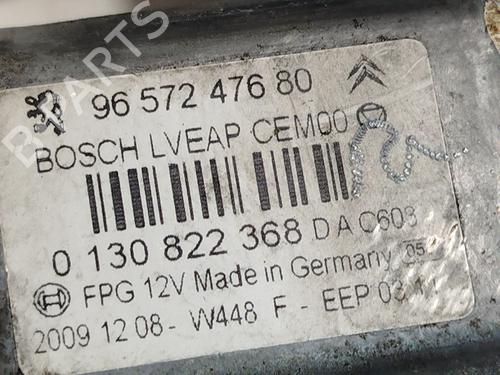 96 572 476 80
BOSCH LVEAP CEM00
0 130 822 368 D A C603
FPG 12V Made in Germany 05
2009 12 08 - W448 F - EEP 03.11